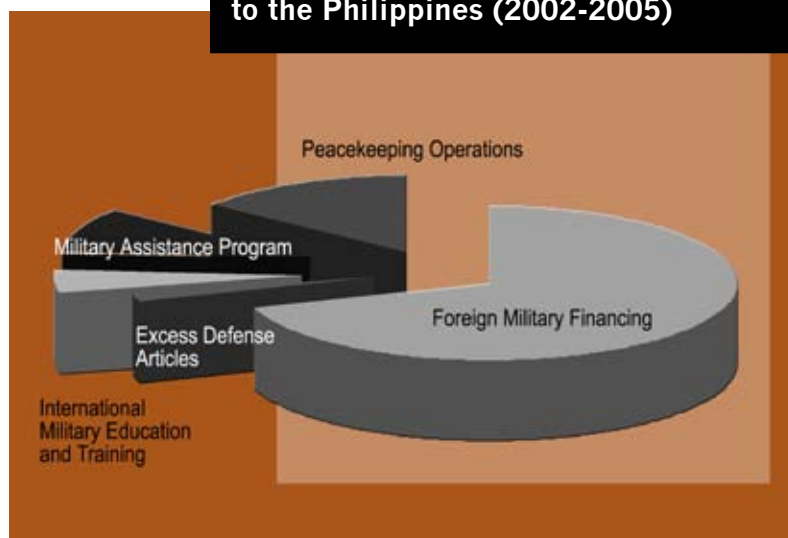 to the Philippines (2002-2005)
Peacekeeping Operations
Military Assistance Program
Foreign Military Financing
Excess Defense
Articles
International
Military Education
and Training